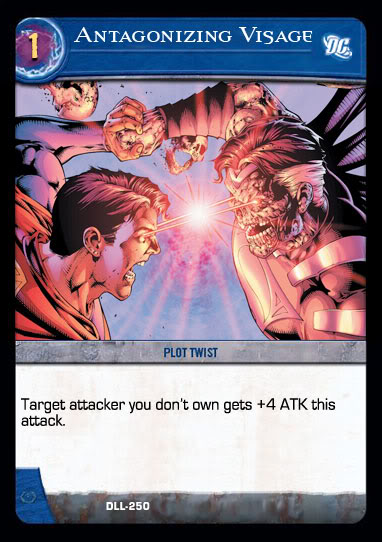 1
Antagonizing Visage
DC
PLOT TWIST
Target attacker you don't own gets +4 ATK this
attack.
DLL-250